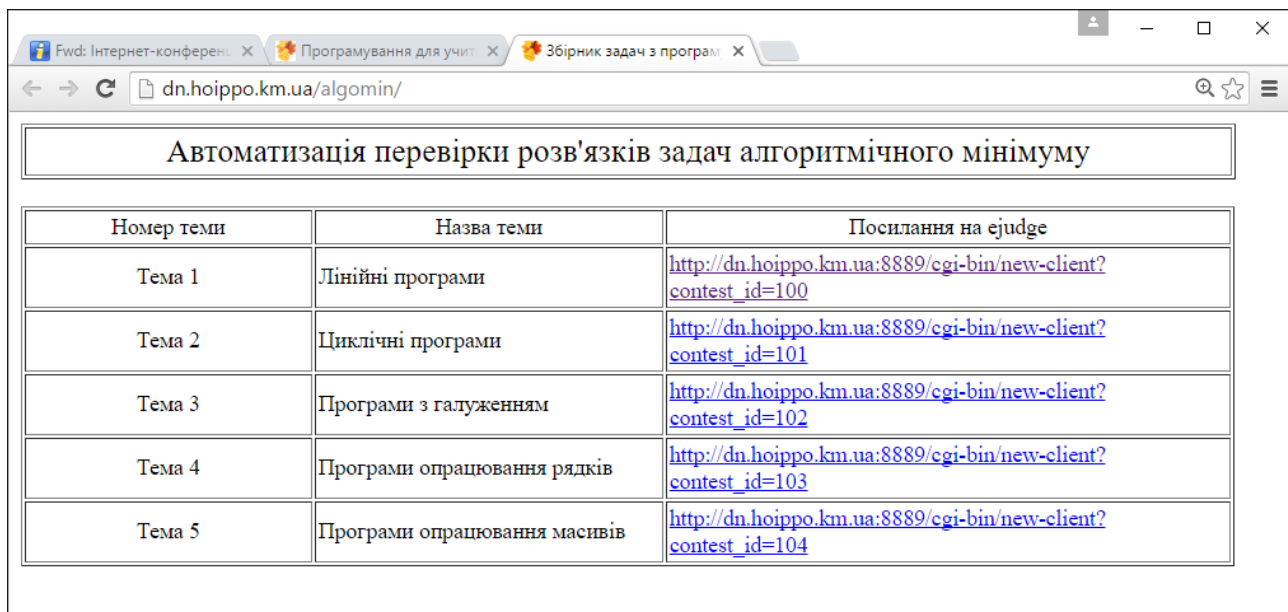 Fwd: Інтернет-конферен
Програмування для учит
Збірник задач з програм
dn.hoippo.km.ua/algomin/
Автоматизація перевірки розв'язків задач алгоритмічного мінімуму
Номер теми Назва теми Посилання на ejudge
Тема 1 Лінійні програми http://dn.hoippo.km.ua:8889/cgi-bin/new-client?
contest_id=100
Тема 2 Циклічні програми http://dn.hoippo.km.ua:8889/cgi-bin/new-client?
contest_id=101
Тема 3 Програми з галуженням http://dn.hoippo.km.ua:8889/cgi-bin/new-client?
contest_id=102
Тема 4 Програми опрацювання рядків http://dn.hoippo.km.ua:8889/cgi-bin/new-client?
contest_id=103
Тема 5 Програми опрацювання масивів http://dn.hoippo.km.ua:8889/cgi-bin/new-client?
contest_id=104